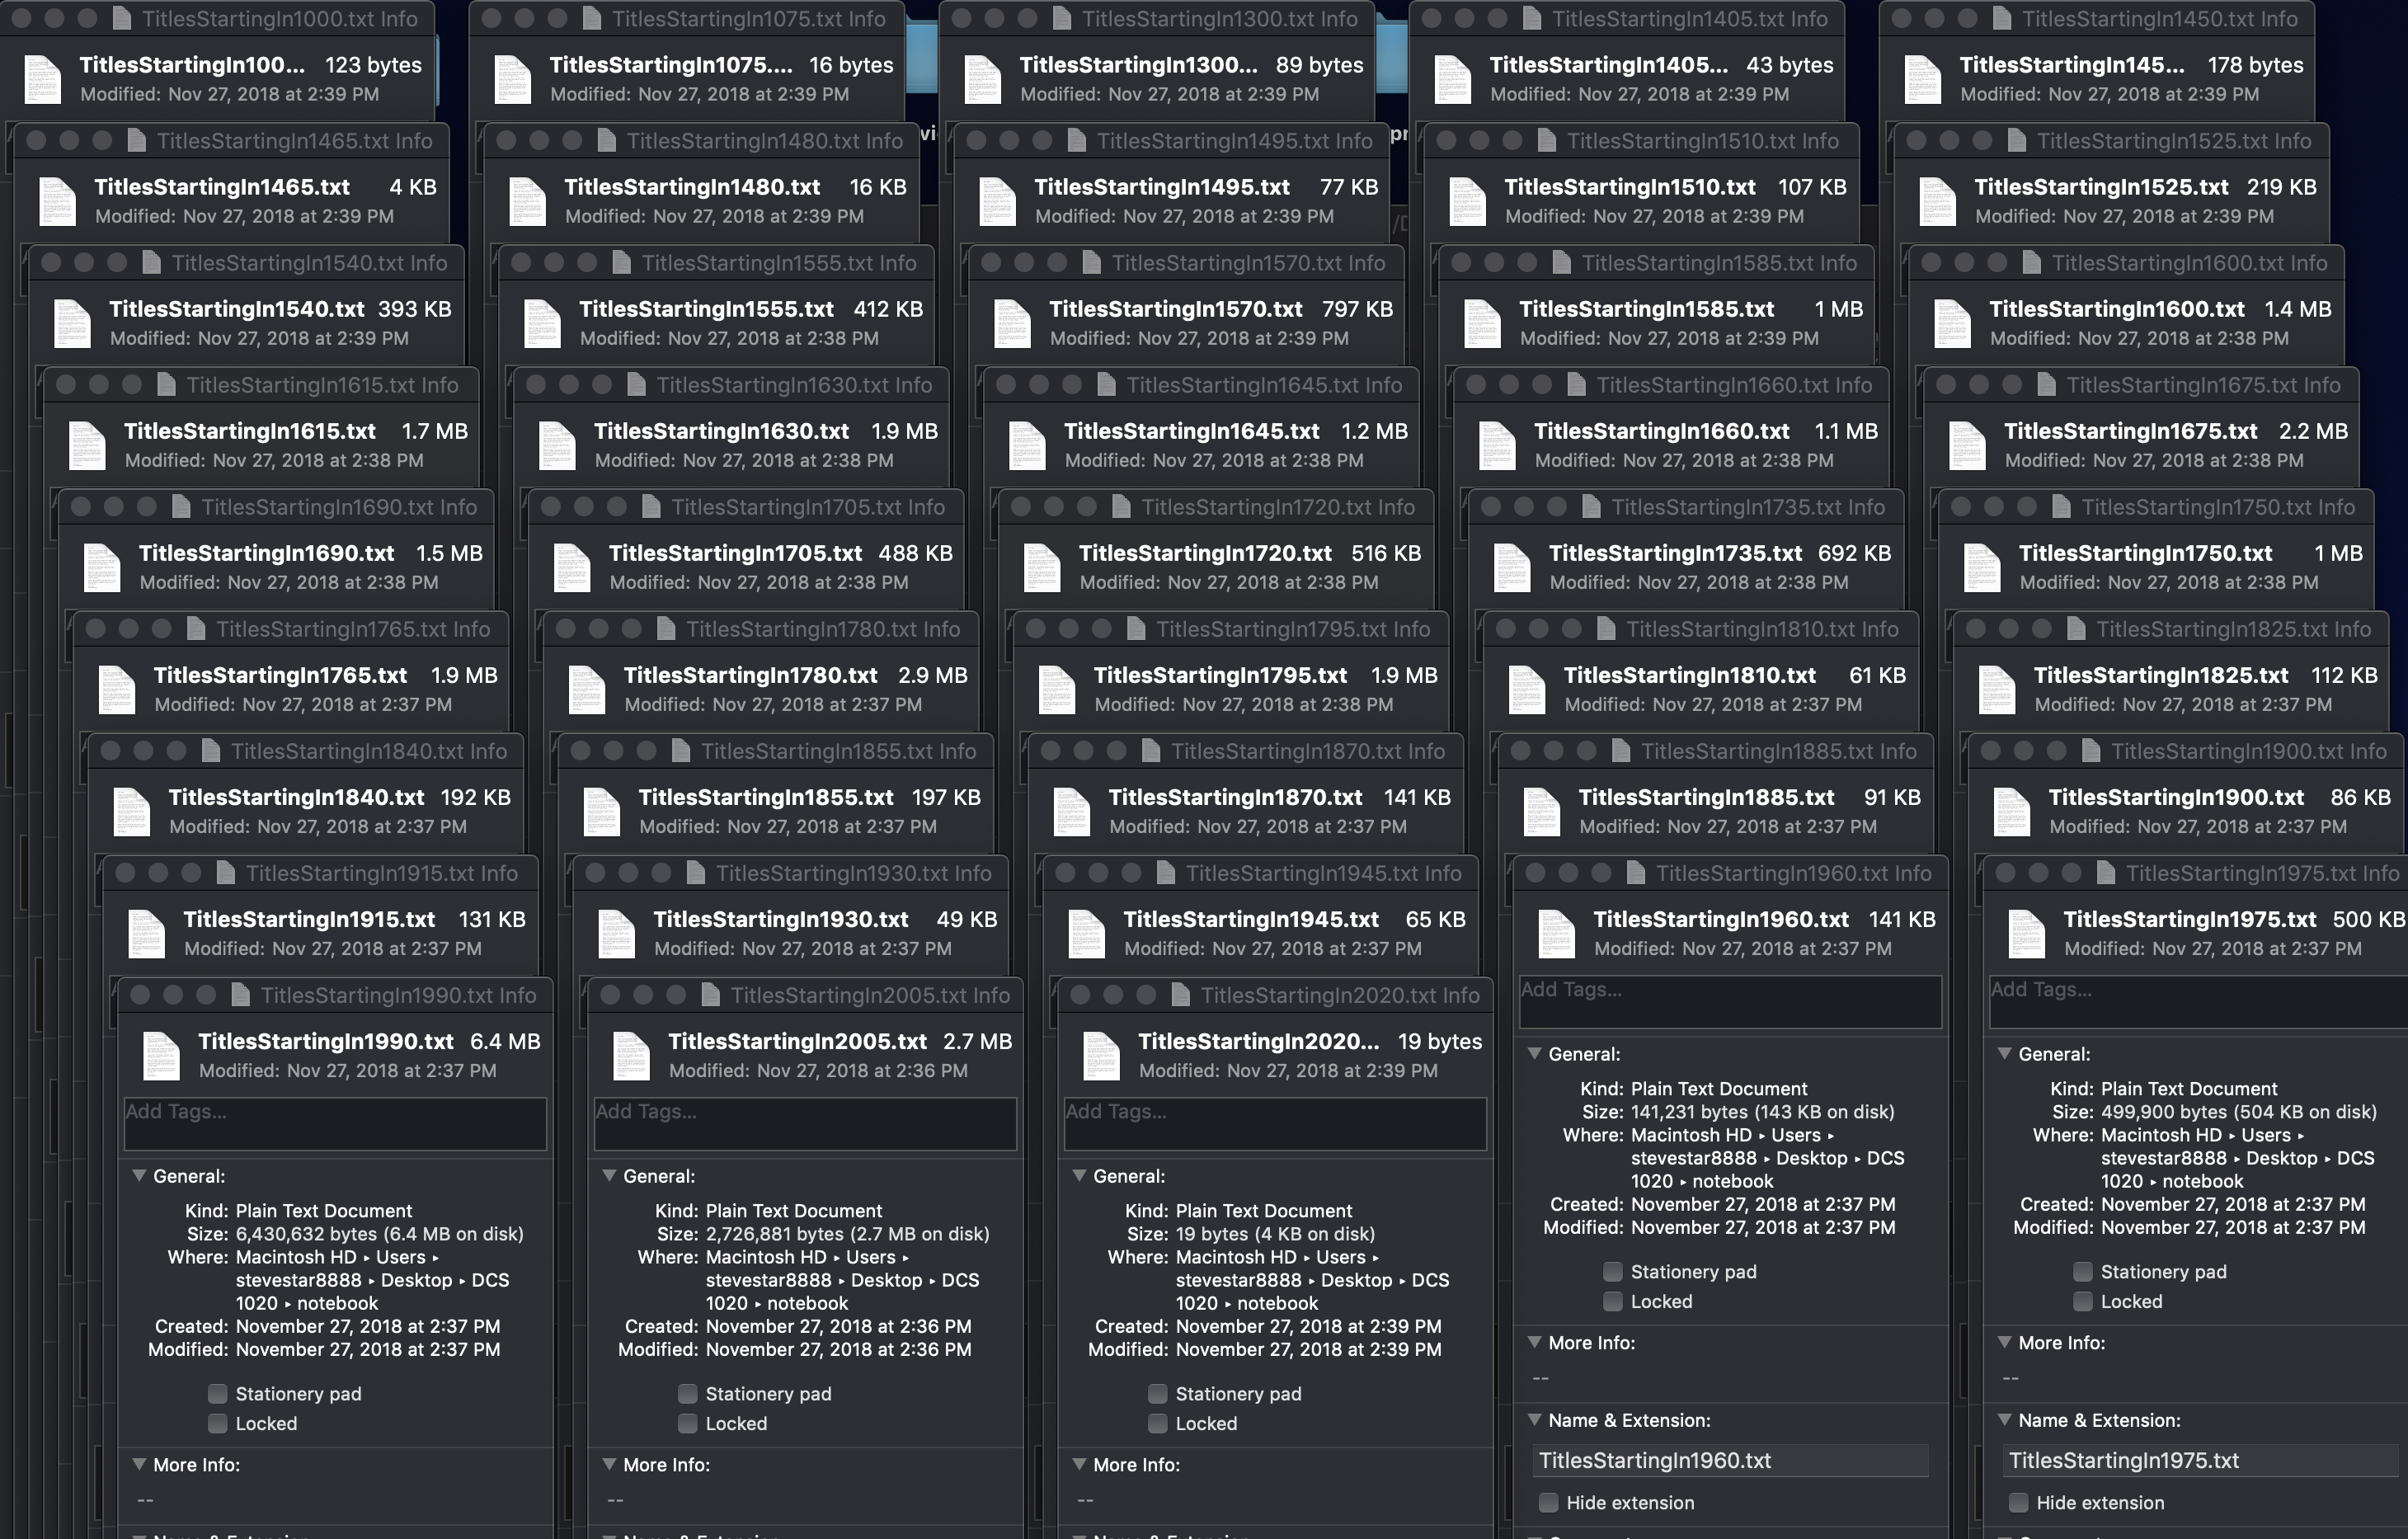 TitlesStartingIn1000.txt Info
TitlesStartingIn100... 123 bytes
Modified: Nov 27, 2018 at 2:39 PM
TitlesStartingIn1075.txt Info
TitlesStartingIn1075.... 16 bytes
Modified: Nov 27, 2018 at 2:39 PM
TitlesStartingIn1300.txt Info
TitlesStartingIn1300... 89 bytes
Modified: Nov 27, 2018 at 2:39 PM
TitlesStartingIn1405.txt Info
TitlesStartingIn1405... 43 bytes
Modified: Nov 27, 2018 at 2:39 PM
TitlesStartingIn1450.txt Info
TitlesStartingIn145... 178 bytes
Modified: Nov 27, 2018 at 2:39 PM
TitlesStartingIn1465.txt Info
TitlesStartingIn1465.txt 4 KB
Modified: Nov 27, 2018 at 2:39 PM
TitlesStartingIn1480.txt Info
TitlesStartingIn1480.txt 16 KB
Modified: Nov 27, 2018 at 2:39 PM
TitlesStartingIn1495.txt Info
TitlesStartingIn1495.txt 77 KB
Modified: Nov 27, 2018 at 2:39 PM
TitlesStartingIn1510.txt Info
TitlesStartingIn1510.txt 107 KB
Modified: Nov 27, 2018 at 2:39 PM
TitlesStartingIn1525.txt Info
TitlesStartingIn1525.txt 219 KB
Modified: Nov 27, 2018 at 2:39 PM
TitlesStartingIn1540.txt Info
TitlesStartingIn1540.txt 393 KB
Modified: Nov 27, 2018 at 2:39 PM
TitlesStartingIn1555.txt Info
TitlesStartingIn1555.txt 412 KB
Modified: Nov 27, 2018 at 2:38 PM
TitlesStartingIn1570.txt Info
TitlesStartingIn1570.txt 797 KB
Modified: Nov 27, 2018 at 2:39 PM
TitlesStartingIn1585.txt Info
TitlesStartingIn1585.txt 1 MB
Modified: Nov 27, 2018 at 2:39 PM
TitlesStartingIn1600.txt Info
TitlesStartingIn1600.txt 1.4 MB
Modified: Nov 27, 2018 at 2:38 PM
TitlesStartingIn1615.txt Info
TitlesStartingIn1615.txt 1.7 MB
Modified: Nov 27, 2018 at 2:38 PM
TitlesStartingIn1630.txt Info
TitlesStartingIn1630.txt 1.9 MB
Modified: Nov 27, 2018 at 2:38 PM
TitlesStartingIn1645.txt Info
TitlesStartingIn1645.txt 1.2 MB
Modified: Nov 27, 2018 at 2:38 PM
TitlesStartingIn1660.txt Info
TitlesStartingIn1660.txt 1.1 MB
Modified: Nov 27, 2018 at 2:38 PM
TitlesStartingIn1675.txt Info
TitlesStartingIn1675.txt 2.2 MB
Modified: Nov 27, 2018 at 2:38 PM
TitlesStartingIn1690.txt Info
TitlesStartingIn1690.txt 1.5 MB
Modified: Nov 27, 2018 at 2:38 PM
TitlesStartingIn1705.txt Info
TitlesStartingIn1705.txt 488 KB
Modified: Nov 27, 2018 at 2:38 PM
TitlesStartingIn1720.txt Info
TitlesStartingIn1720.txt 516 KB
Modified: Nov 27, 2018 at 2:38 PM
TitlesStartingIn1735.txt Info
TitlesStartingIn1735.txt 692 KB
Modified: Nov 27, 2018 at 2:38 PM
TitlesStartingIn1750.txt Info
TitlesStartingIn1750.txt 1 MB
Modified: Nov 27, 2018 at 2:38 PM
TitlesStartingIn1765.txt Info
TitlesStartingIn1765.txt 1.9 MB
Modified: Nov 27, 2018 at 2:37 PM
TitlesStartingIn1780.txt Info
TitlesStartingIn1780.txt 2.9 MB
Modified: Nov 27, 2018 at 2:37 PM
TitlesStartingIn1795.txt Info
TitlesStartingIn1795.txt 1.9 MB
Modified: Nov 27, 2018 at 2:38 PM
TitlesStartingIn1810.txt Info
TitlesStartingIn1810.txt 61 KB
Modified: Nov 27, 2018 at 2:37 PM
TitlesStartingIn1825.txt Info
TitlesStartingIn1825.txt 112 KB
Modified: Nov 27, 2018 at 2:37 PM
TitlesStartingIn1840.txt Info
TitlesStartingIn1840.txt 192 KB
Modified: Nov 27, 2018 at 2:37 PM
TitlesStartingIn1855.txt Info
TitlesStartingIn1855.txt 197 KB
Modified: Nov 27, 2018 at 2:37 PM
TitlesStartingIn1870.txt Info
TitlesStartingIn1870.txt 141 KB
Modified: Nov 27, 2018 at 2:37 PM
TitlesStartingIn1885.txt Info
TitlesStartingIn1885.txt 91 KB
Modified: Nov 27, 2018 at 2:37 PM
TitlesStartingIn1900.txt Info
TitlesStartingIn1900.txt 86 KB
Modified: Nov 27, 2018 at 2:37 PM
TitlesStartingIn1915.txt Info
TitlesStartingIn1915.txt 131 KB
Modified: Nov 27, 2018 at 2:37 PM
TitlesStartingIn1930.txt Info
TitlesStartingIn1930.txt 49 KB
Modified: Nov 27, 2018 at 2:37 PM
TitlesStartingIn1945.txt Info
TitlesStartingIn1945.txt 65 KB
Modified: Nov 27, 2018 at 2:37 PM
TitlesStartingIn1960.txt Info
TitlesStartingIn1960.txt 141 KB
Modified: Nov 27, 2018 at 2:37 PM
Add Tags...
General:
Kind: Plain Text Document
Size: 141,231 bytes (143 KB on disk)
Where: Macintosh HD ▸ Users ▸
stevestar8888 ▸ Desktop ▸ DCS
1020 ▸ notebook
Created: November 27, 2018 at 2:37 PM
Modified: November 27, 2018 at 2:37 PM
Stationery pad
Locked
More Info:
--
Name & Extension:
TitlesStartingIn1960.txt
Hide extension
TitlesStartingIn1975.txt Info
TitlesStartingIn1975.txt 500 KB
Modified: Nov 27, 2018 at 2:37 PM
Add Tags...
General:
Kind: Plain Text Document
Size: 499,900 bytes (504 KB on disk)
Where: Macintosh HD ▸ Users ▸
stevestar8888 ▸ Desktop ▸ DCS
1020 ▸ notebook
Created: November 27, 2018 at 2:37 PM
Modified: November 27, 2018 at 2:37 PM
Stationery pad
Locked
More Info:
--
Name & Extension:
TitlesStartingIn1975.txt
Hide extension
TitlesStartingIn1990.txt Info
TitlesStartingIn1990.txt 6.4 MB
Modified: Nov 27, 2018 at 2:37 PM
Add Tags...
General:
Kind: Plain Text Document
Size: 6,430,632 bytes (6.4 MB on disk)
Where: Macintosh HD ▸ Users ▸
stevestar8888 ▸ Desktop ▸ DCS
1020 ▸ notebook
Created: November 27, 2018 at 2:37 PM
Modified: November 27, 2018 at 2:37 PM
Stationery pad
Locked
More Info:
--
TitlesStartingIn2005.txt Info
TitlesStartingIn2005.txt 2.7 MB
Modified: Nov 27, 2018 at 2:36 PM
Add Tags...
General:
Kind: Plain Text Document
Size: 2,726,881 bytes (2.7 MB on disk)
Where: Macintosh HD ▸ Users ▸
stevestar8888 ▸ Desktop ▸ DCS
1020 ▸ notebook
Created: November 27, 2018 at 2:36 PM
Modified: November 27, 2018 at 2:36 PM
Stationery pad
Locked
More Info:
--
TitlesStartingIn2020.txt Info
TitlesStartingIn2020... 19 bytes
Modified: Nov 27, 2018 at 2:39 PM
Add Tags...
General:
Kind: Plain Text Document
Size: 19 bytes (4 KB on disk)
Where: Macintosh HD ▸ Users ▸
stevestar8888 ▸ Desktop ▸ DCS
1020 ▸ notebook
Created: November 27, 2018 at 2:39 PM
Modified: November 27, 2018 at 2:39 PM
Stationery pad
Locked
More Info:
--